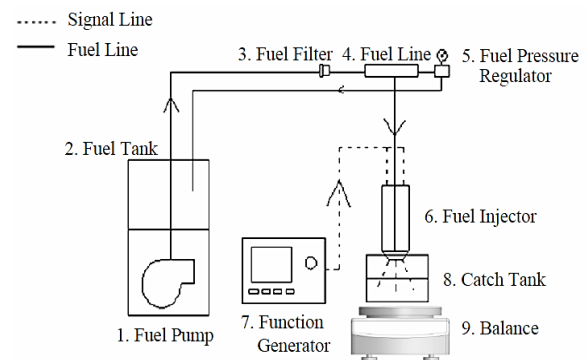 Signal Line
Fuel Line
3. Fuel Filter
4. Fuel Line
5. Fuel Pressure
Regulator
2. Fuel Tank
6. Fuel Injector
8. Catch Tank
1. Fuel Pump
7. Function
Generator
9. Balance